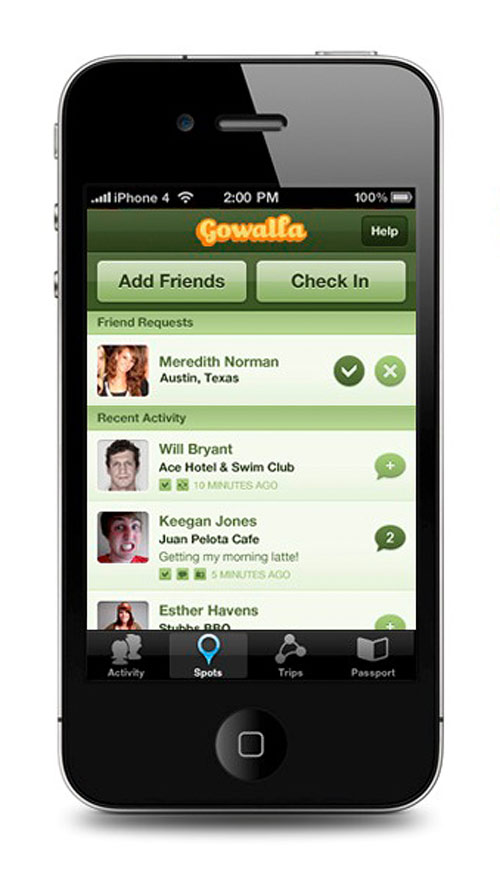 iPhone 4 2:00 PM 100%
Gowalla Help
Add Friends Check In
Friend Requests
Meredith Norman
Austin, Texas
Recent Activity
Will Bryant
Ace Hotel & Swim Club
10 MINUTES AGO
Keegan Jones
Juan Pelota Cafe
2
Getting my morning latte!
5 MINUTES AGO
Esther Havens
Stubbs BBQ
Activity Spots Trips Passport